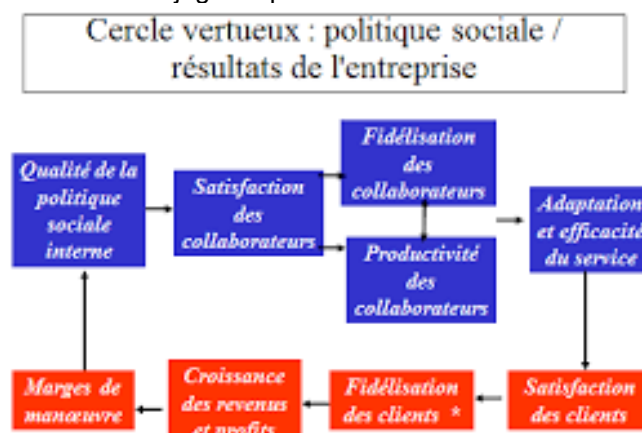 Cercle vertueux : politique sociale /
résultats de l'entreprise
Qualité de la
politique
sociale
interne
Satisfaction
des
collaborateurs
Fidélisation
des
collaborateurs
Productivité
des
collaborateurs
Adaptation
et efficacité
du service
Marges de
manœuvre
Croissance
des revenus
et profits
Fidélisation
des clients *
Satisfaction
des clients